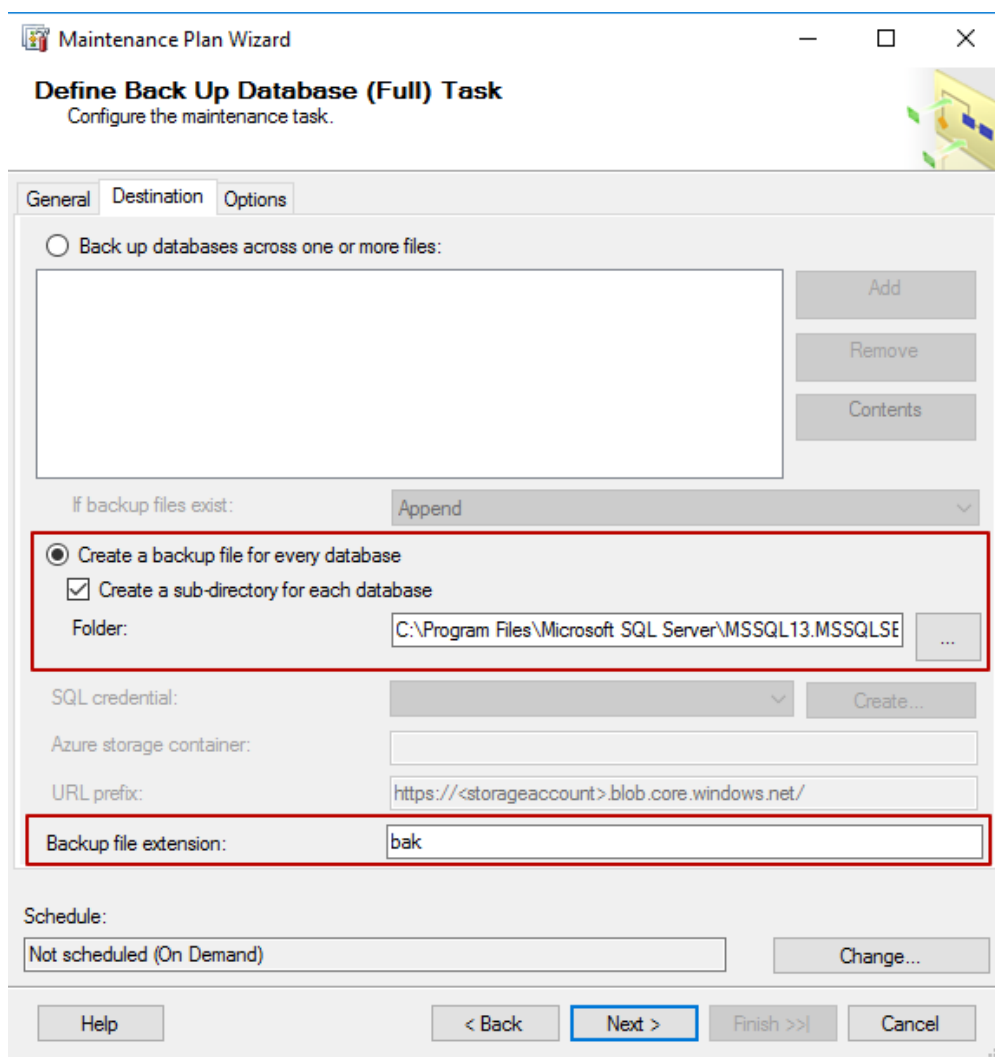 Maintenance Plan Wizard
Define Back Up Database (Full) Task
Configure the maintenance task.
General Destination Options
Back up databases across one or more files:
Add
Remove
Contents
If backup files exist: Append
Create a backup file for every database
Create a sub-directory for each database
Folder: C:\Program Files\Microsoft SQL Server\MSSQL13.MSSQLSE ...
SQL credential: Create...
Azure storage container:
URL prefix: https://<storageaccount>.blob.core.windows.net/
Backup file extension: bak
Schedule:
Not scheduled (On Demand) Change...
Help < Back Next > Finish >>| Cancel